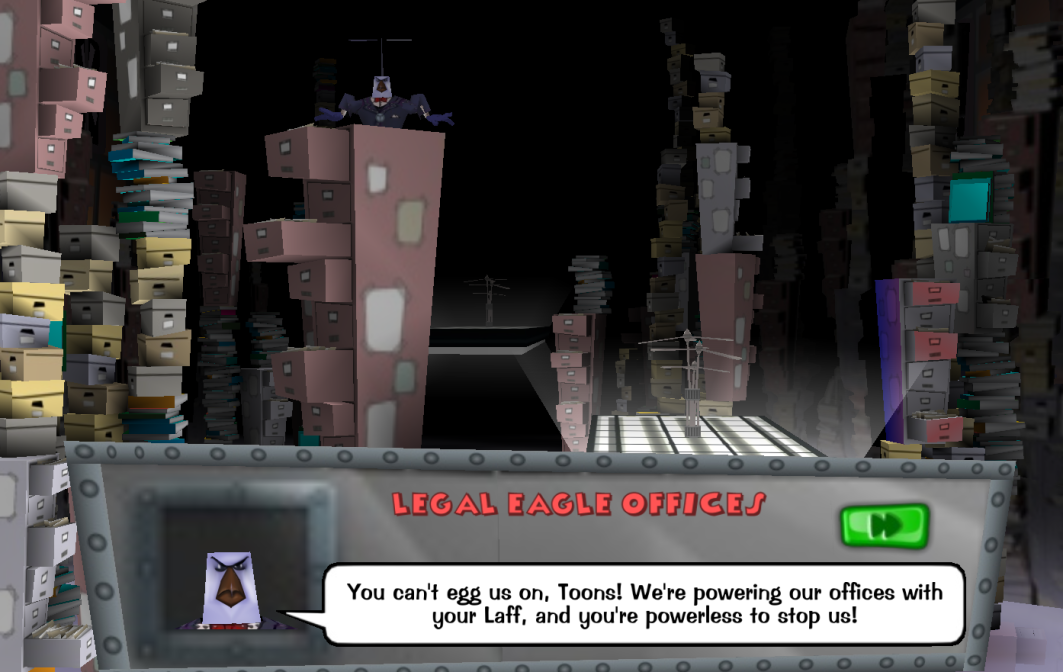 LEGAL EAGLE OFFICES
You can't egg us on, Toons! We're powering our offices with
your Laff, and you're powerless to stop us!